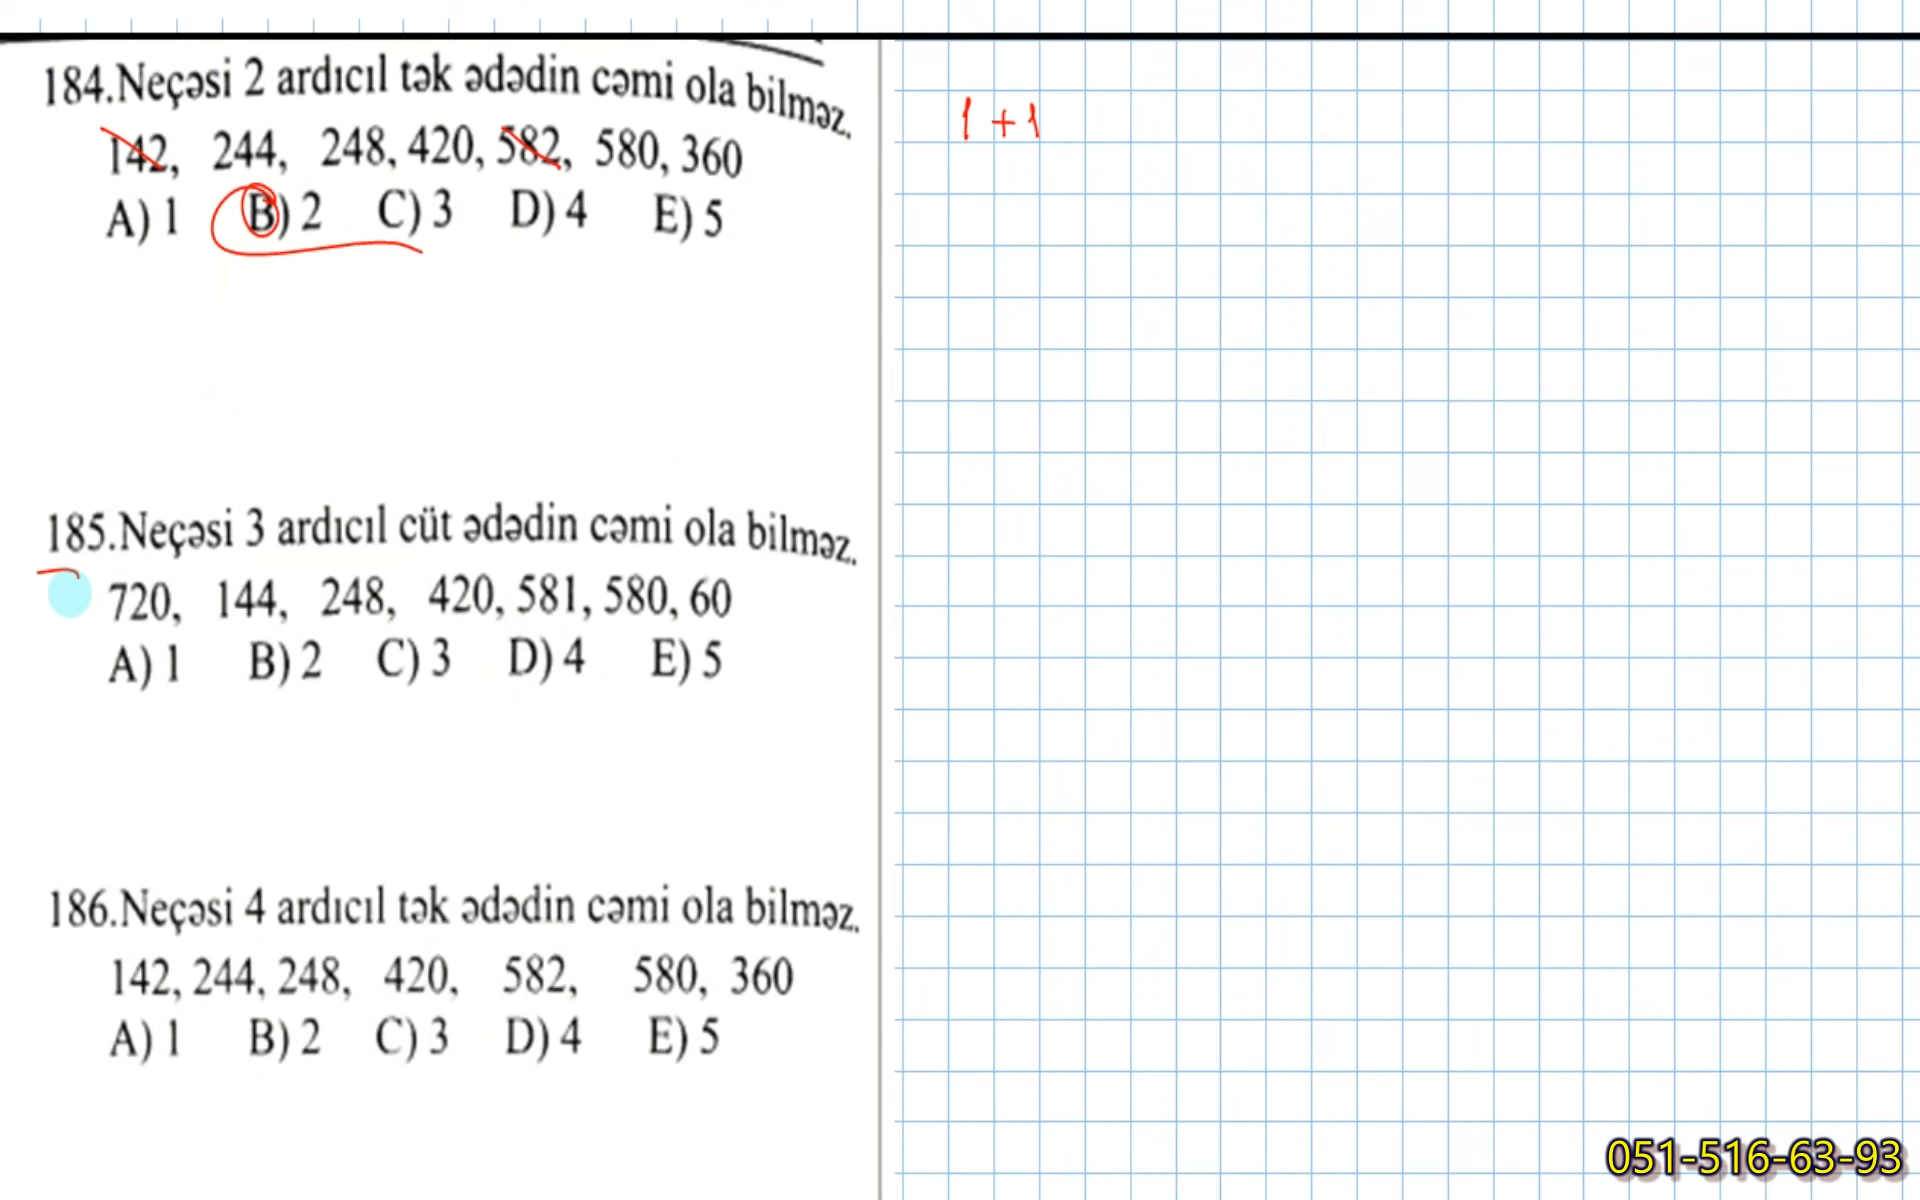 184.Neçəsi 2 ardıcıl tək ədədin cəmi ola bilməz.
142, 244, 248, 420, 582, 580, 360
A) 1 B) 2 C) 3 D) 4 E) 5
1 + 1
185.Neçəsi 3 ardıcıl cüt ədədin cəmi ola bilməz.
720, 144, 248, 420, 581, 580, 60
A) 1 B) 2 C) 3 D) 4 E) 5
186.Neçəsi 4 ardıcıl tək ədədin cəmi ola bilməz.
142, 244, 248, 420, 582, 580, 360
A) 1 B) 2 C) 3 D) 4 E) 5
051-516-63-93